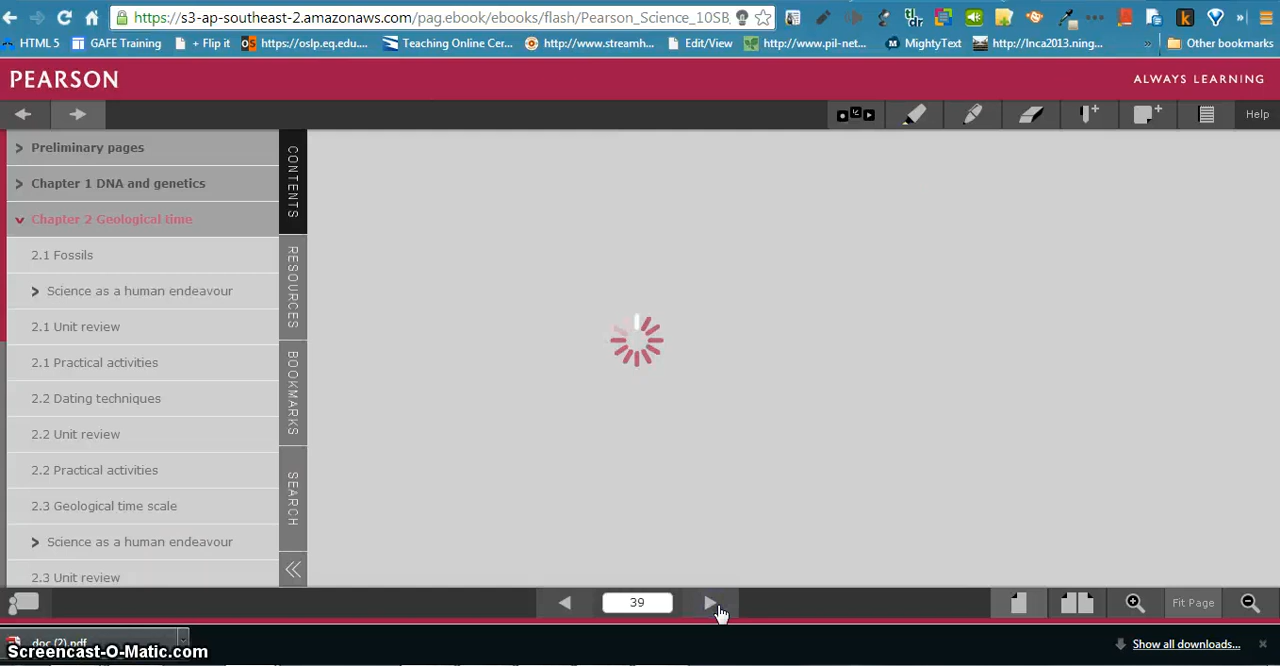 https://s3-ap-southeast-2.amazonaws.com/pag.ebook/ebooks/flash/Pearson_Science_10SB_
HTML 5 GAFE Training + Flip it https://oslp.eq.edu.... Teaching Online Cer... http://www.streamh... Edit/View http://www.pil-net... MightyText http://lnca2013.ning... » Other bookmarks
PEARSON
ALWAYS LEARNING
Help
Preliminary pages
Chapter 1 DNA and genetics
Chapter 2 Geological time
2.1 Fossils
Science as a human endeavour
2.1 Unit review
2.1 Practical activities
2.2 Dating techniques
2.2 Unit review
2.2 Practical activities
2.3 Geological time scale
Science as a human endeavour
2.3 Unit review
CONTENTS
RESOURCES
BOOKMARKS
SEARCH
39
Fit Page
doc (2).pdf
Show all downloads...
Screencast-O-Matic.com